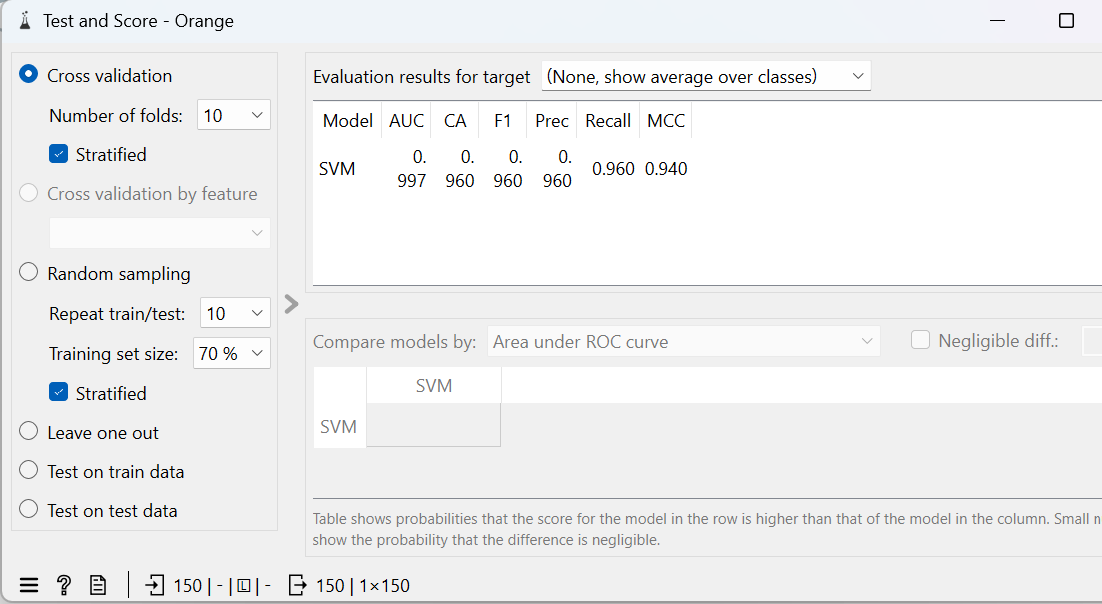 Test and Score - Orange
Cross validation
Number of folds: 10
Stratified
Cross validation by feature
Random sampling
Repeat train/test: 10
Training set size: 70 %
Stratified
Leave one out
Test on train data
Test on test data
Evaluation results for target (None, show average over classes)
Model AUC CA F1 Prec Recall MCC
SVM 0.997 0.960 0.960 0.960 0.960 0.940
Compare models by: Area under ROC curve Negligible diff.:
SVM
SVM
Table shows probabilities that the score for the model in the row is higher than that of the model in the column. Small
show the probability that the difference is negligible.
? 150 | - | L | - 150 | 1×150